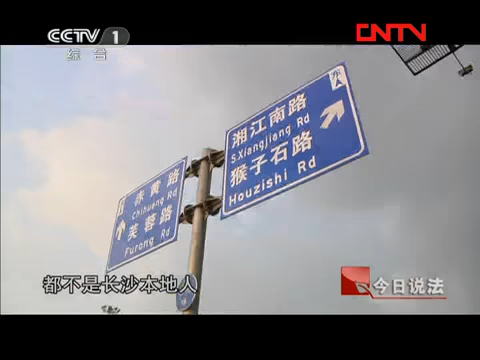 CCTV 1
综合
CNTV
湘江南路
S.Xiangjiang Rd
猴子石路
Houzishi Rd
赤黄路
Chihuang Rd
芙蓉路
Furong Rd
都不是长沙本地人
今日说法